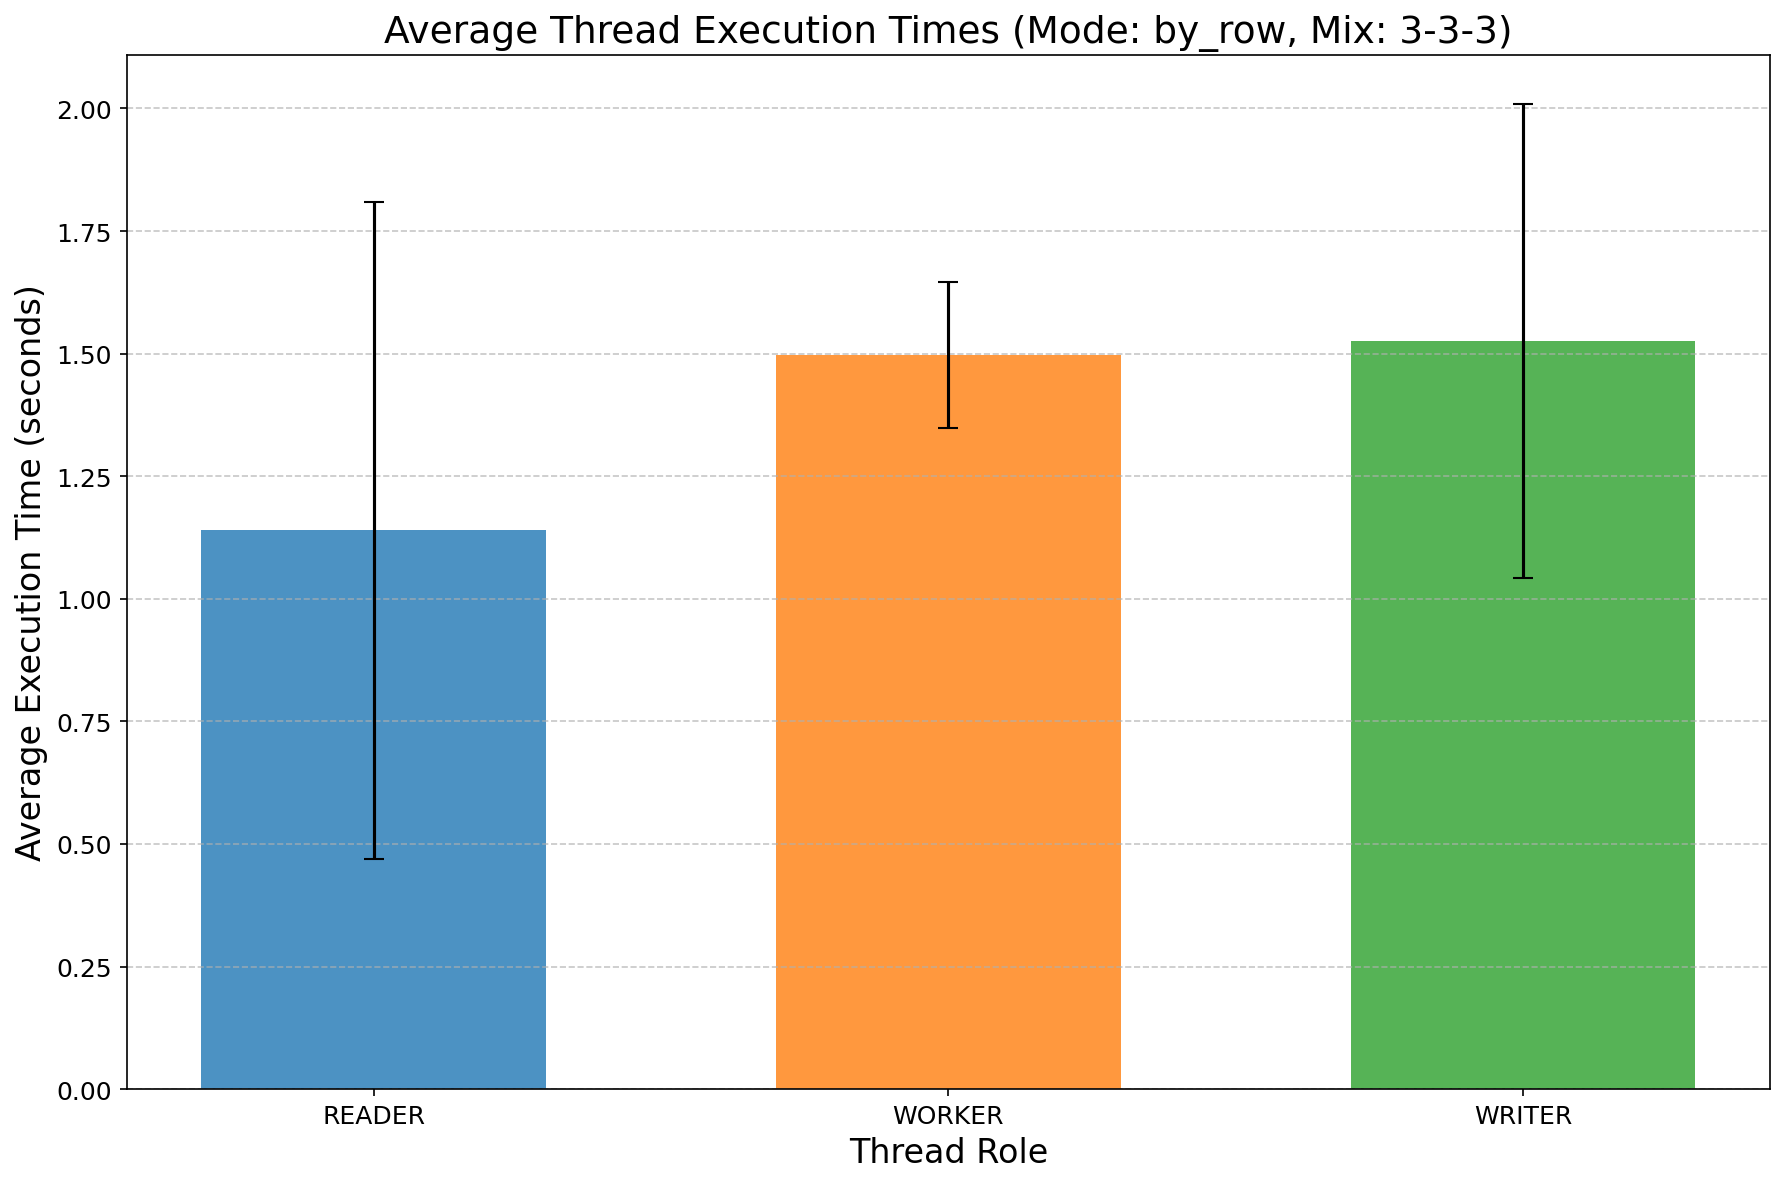 Average Thread Execution Times (Mode: by_row, Mix: 3-3-3)
Average Execution Time (seconds)
2.00
1.75
1.50
1.25
1.00
0.75
0.50
0.25
0.00
READER WORKER WRITER
Thread Role